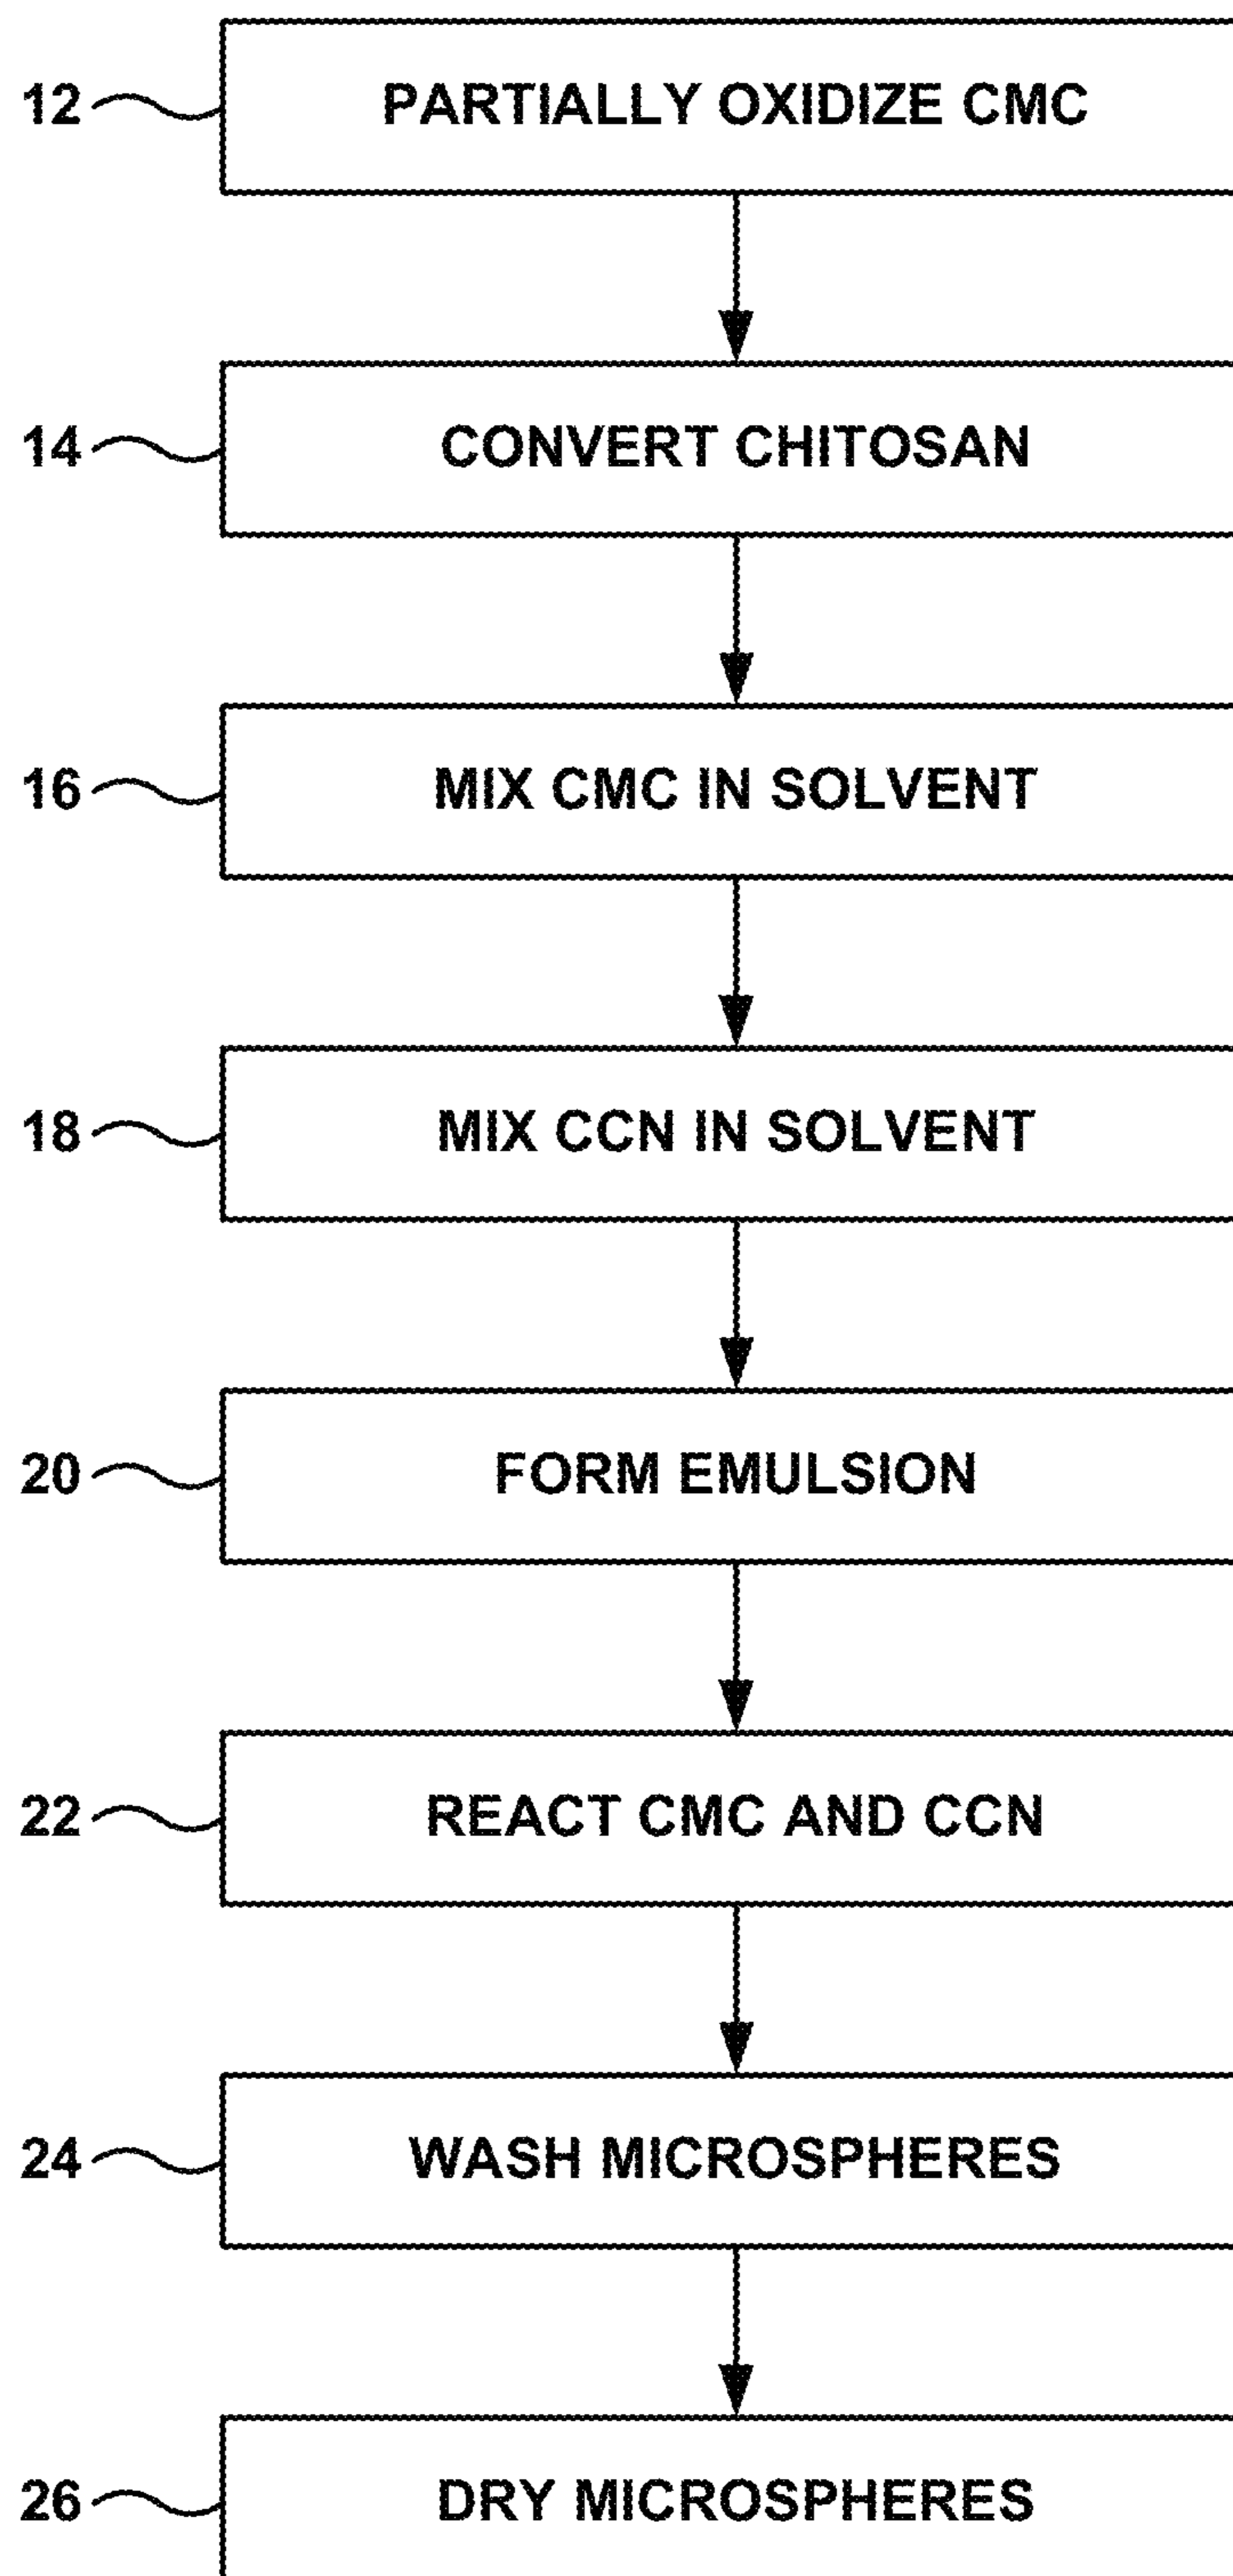 12 PARTIALLY OXIDIZE CMC
14 CONVERT CHITOSAN
16 MIX CMC IN SOLVENT
18 MIX CCN IN SOLVENT
20 FORM EMULSION
22 REACT CMC AND CCN
24 WASH MICROSPHERES
26 DRY MICROSPHERES